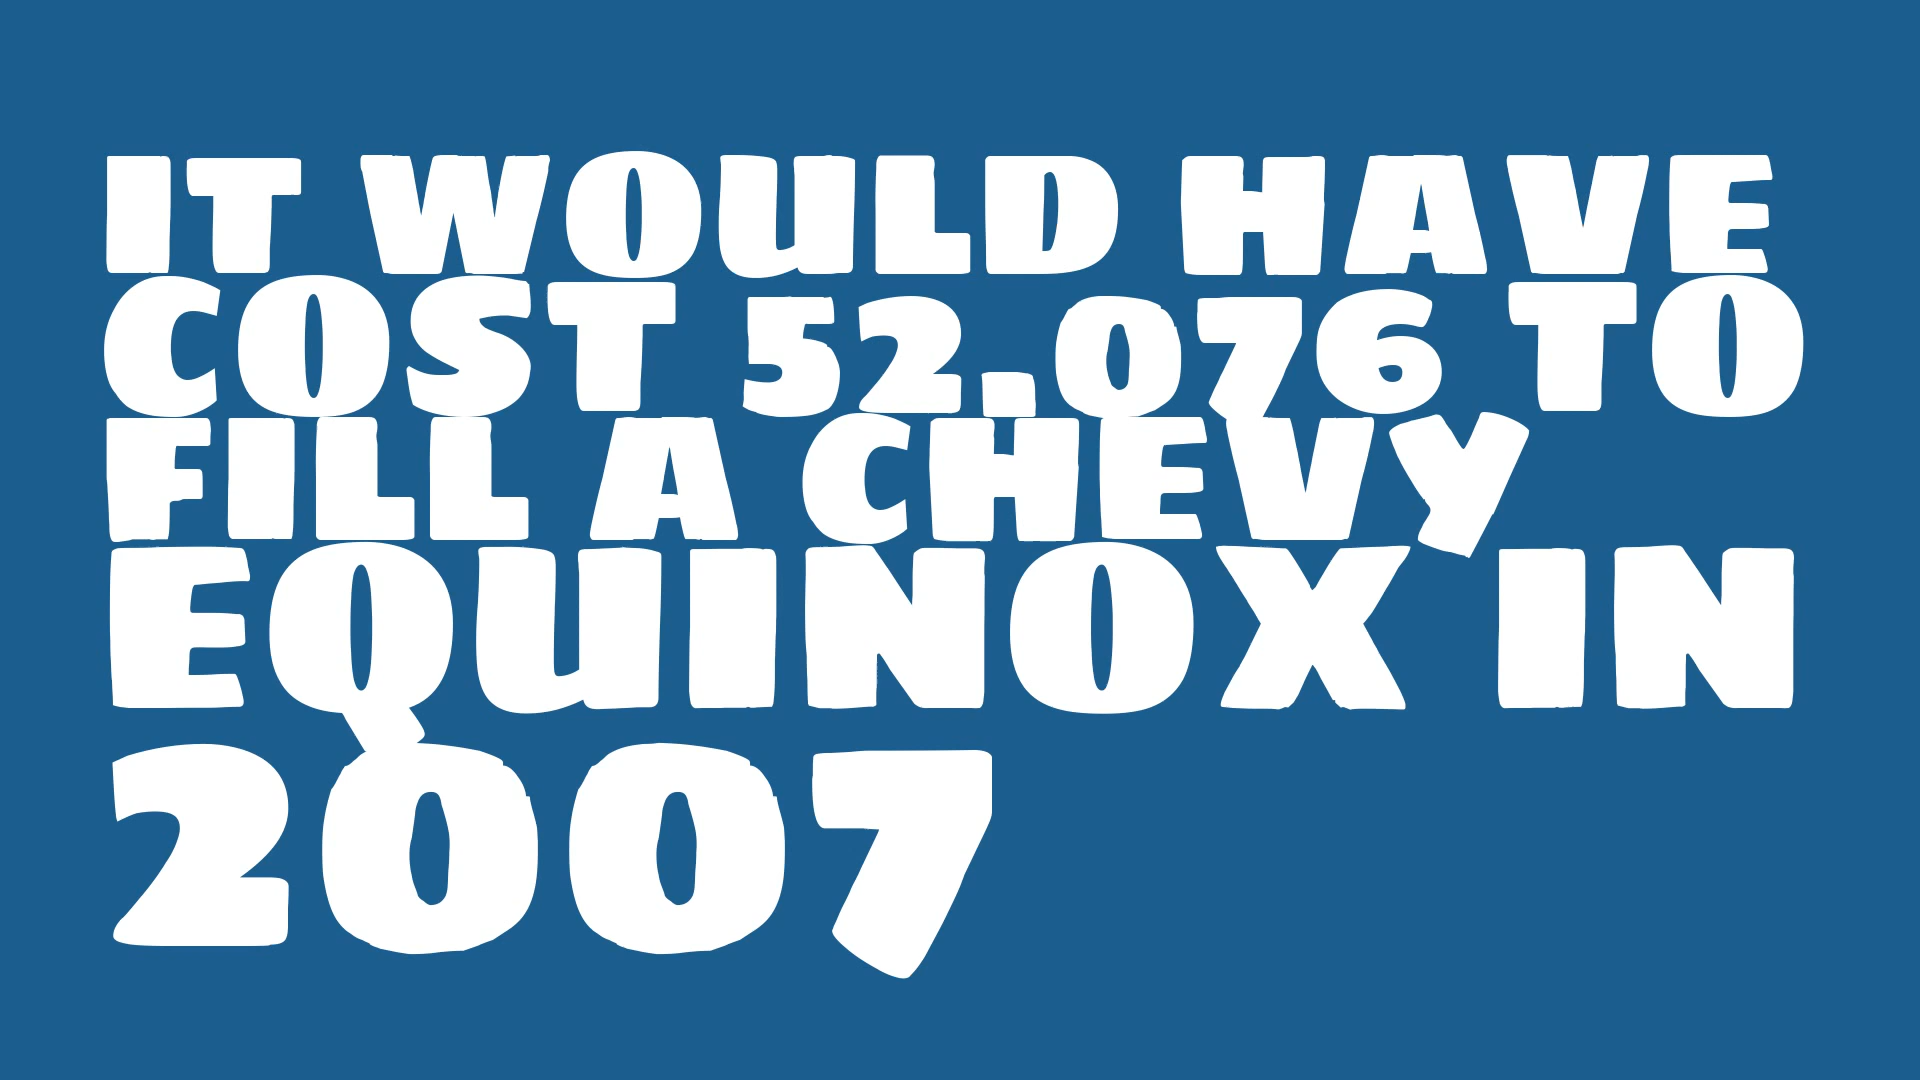 IT WOULD HAVE
COST 52.076 TO
FILL A CHEVY
EQUINOX IN
2007